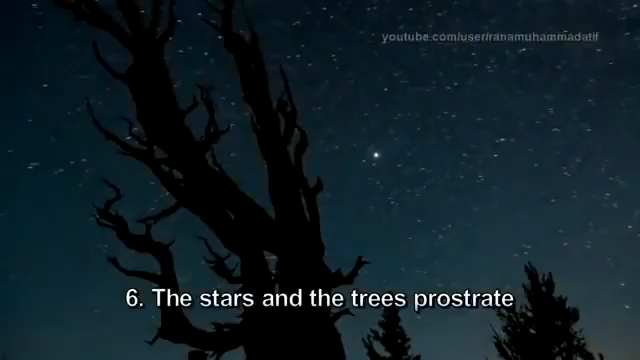 youtube.com/user/ranamuhammadatif
6. The stars and the trees prostrate